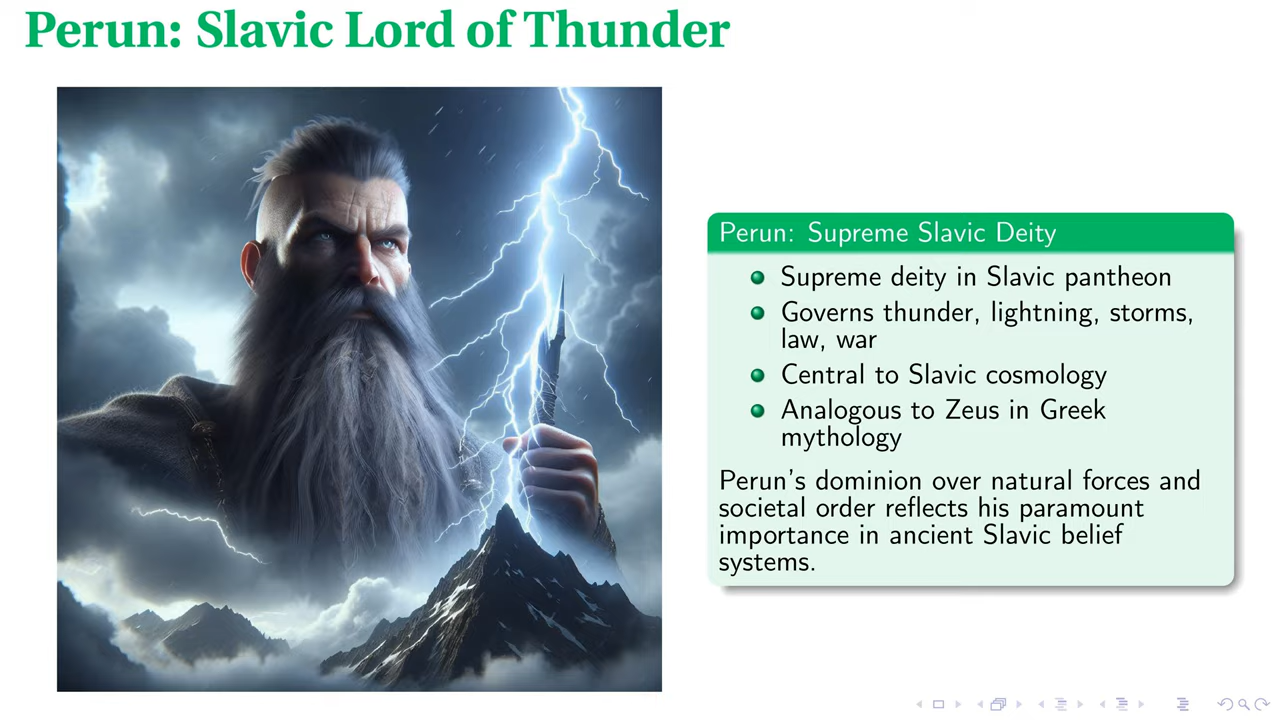 Perun: Slavic Lord of Thunder
Perun: Supreme Slavic Deity
Supreme deity in Slavic pantheon
Governs thunder, lightning, storms,
law, war
Central to Slavic cosmology
Analogous to Zeus in Greek
mythology
Perun's dominion over natural forces and
societal order reflects his paramount
importance in ancient Slavic belief
systems.